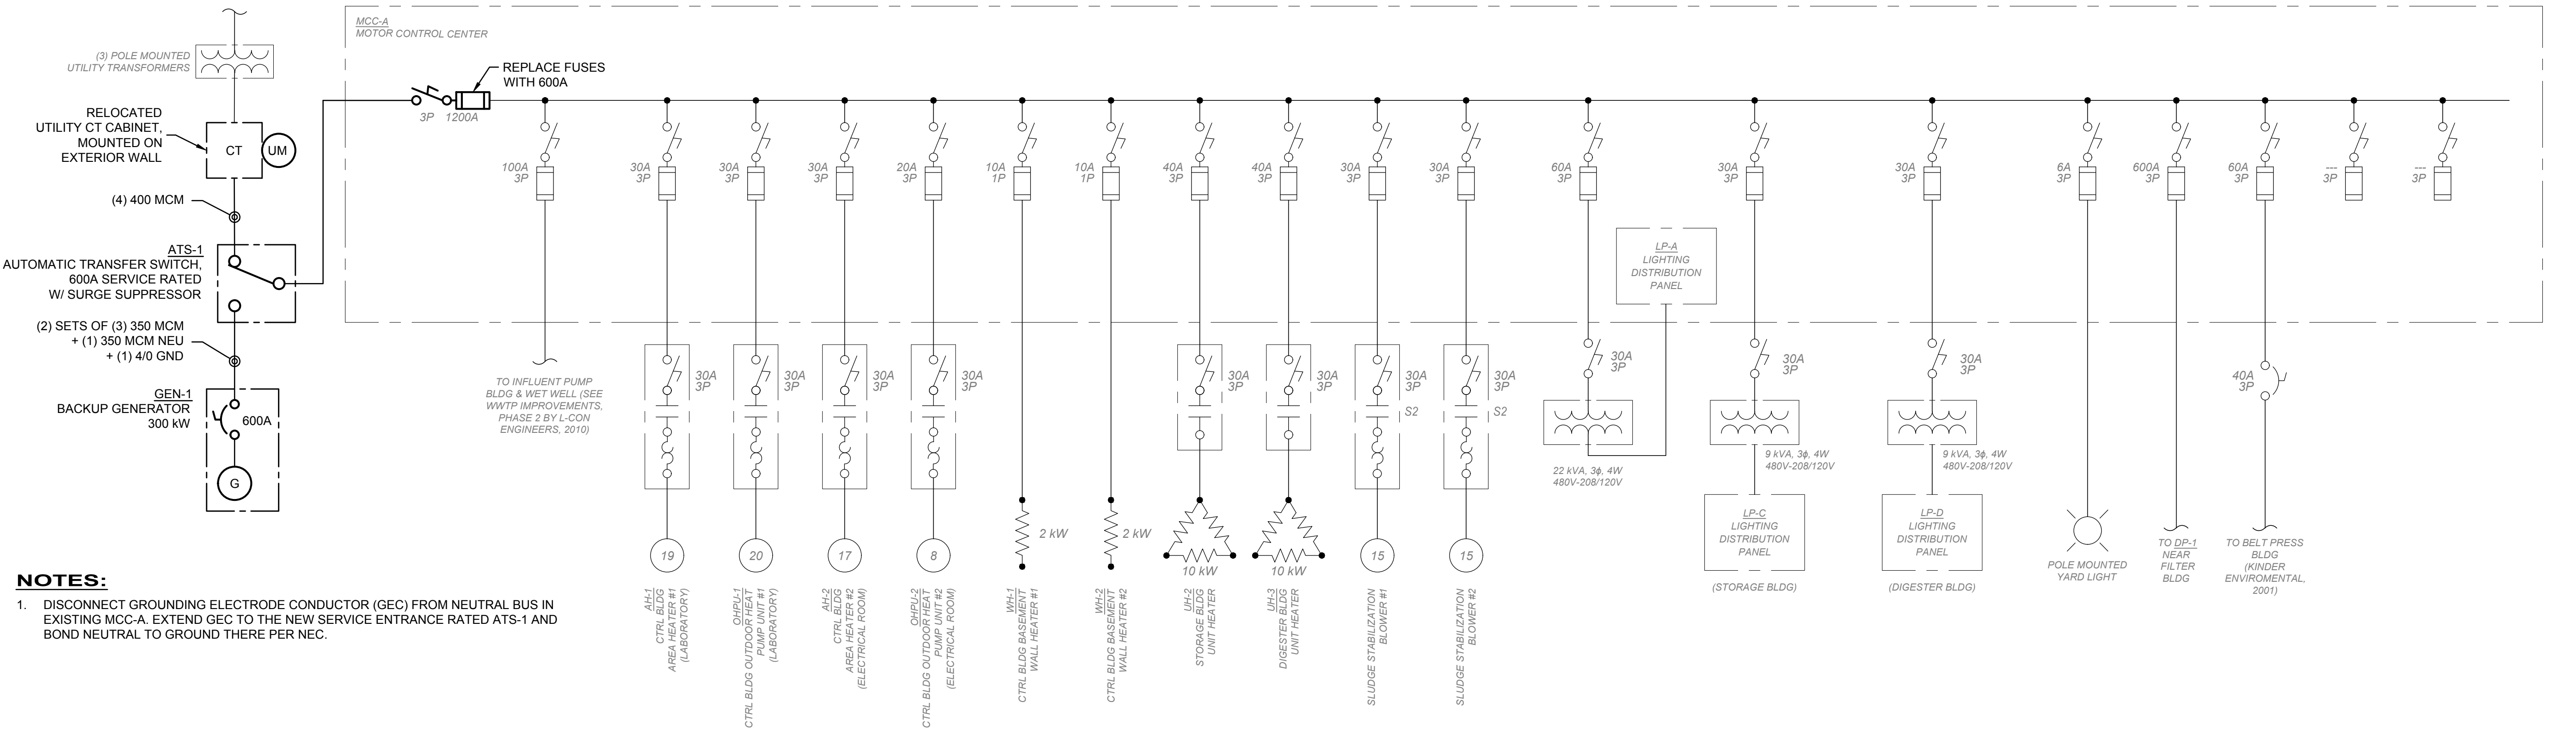 MCC-A
MOTOR CONTROL CENTER
(3) POLE MOUNTED
UTILITY TRANSFORMERS
RELOCATED
UTILITY CT CABINET,
MOUNTED ON
EXTERIOR WALL
CT
UM
(4) 400 MCM
ATS-1
AUTOMATIC TRANSFER SWITCH,
600A SERVICE RATED
W/ SURGE SUPPRESSOR
(2) SETS OF (3) 350 MCM
+ (1) 350 MCM NEU
+ (1) 4/0 GND
GEN-1
BACKUP GENERATOR
300 kW
600A
G
REPLACE FUSES
WITH 600A
3P 1200A
100A
3P
30A
3P
30A
3P
30A
3P
20A
3P
10A
1P
10A
1P
40A
3P
40A
3P
30A
3P
30A
3P
60A
3P
30A
3P
30A
3P
6A
3P
600A
3P
60A
3P
---
3P
---
3P
LP-A
LIGHTING
DISTRIBUTION
PANEL
TO INFLUENT PUMP
BLDG & WET WELL (SEE
WWTP IMPROVEMENTS,
PHASE 2 BY L-CON
ENGINEERS, 2010)
30A
3P
30A
3P
30A
3P
30A
3P
30A
3P
30A
3P
30A
3P
S2
30A
3P
S2
30A
3P
30A
3P
30A
3P
40A
3P
22 kVA, 3ϕ, 4W
480V-208/120V
9 kVA, 3ϕ, 4W
480V-208/120V
9 kVA, 3ϕ, 4W
480V-208/120V
LP-C
LIGHTING
DISTRIBUTION
PANEL
(STORAGE BLDG)
LP-D
LIGHTING
DISTRIBUTION
PANEL
(DIGESTER BLDG)
POLE MOUNTED
YARD LIGHT
TO DP-1
NEAR
FILTER
BLDG
TO BELT PRESS
BLDG
(KINDER
ENVIROMENTAL,
2001)
19
20
17
8
2 kW
2 kW
10 kW
10 kW
15
15
AH-1
CTRL BLDG
AREA HEATER #1
(LABORATORY)
OHPU-1
CTRL BLDG OUTDOOR HEAT
PUMP UNIT #1
(LABORATORY)
AH-2
CTRL BLDG
AREA HEATER #2
(ELECTRICAL ROOM)
OHPU-2
CTRL BLDG OUTDOOR HEAT
PUMP UNIT #2
(ELECTRICAL ROOM)
WH-1
CTRL BLDG BASEMENT
WALL HEATER #1
WH-2
CTRL BLDG BASEMENT
WALL HEATER #2
UH-2
STORAGE BLDG
UNIT HEATER
UH-3
DIGESTER BLDG
UNIT HEATER
SLUDGE STABILIZATION
BLOWER #1
SLUDGE STABILIZATION
BLOWER #2
NOTES:
1. DISCONNECT GROUNDING ELECTRODE CONDUCTOR (GEC) FROM NEUTRAL BUS IN
EXISTING MCC-A. EXTEND GEC TO THE NEW SERVICE ENTRANCE RATED ATS-1 AND
BOND NEUTRAL TO GROUND THERE PER NEC.